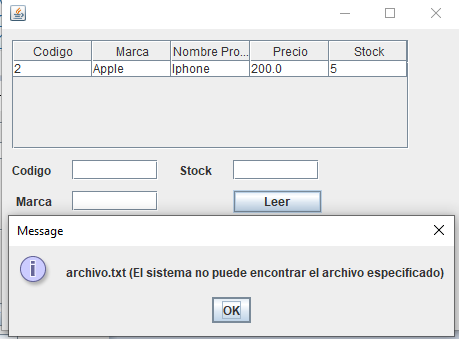 Codigo Marca Nombre Pro... Precio Stock
2 Apple Iphone 200.0 5
Codigo Stock
Marca Leer
Message
archivo.txt (El sistema no puede encontrar el archivo especificado)
OK